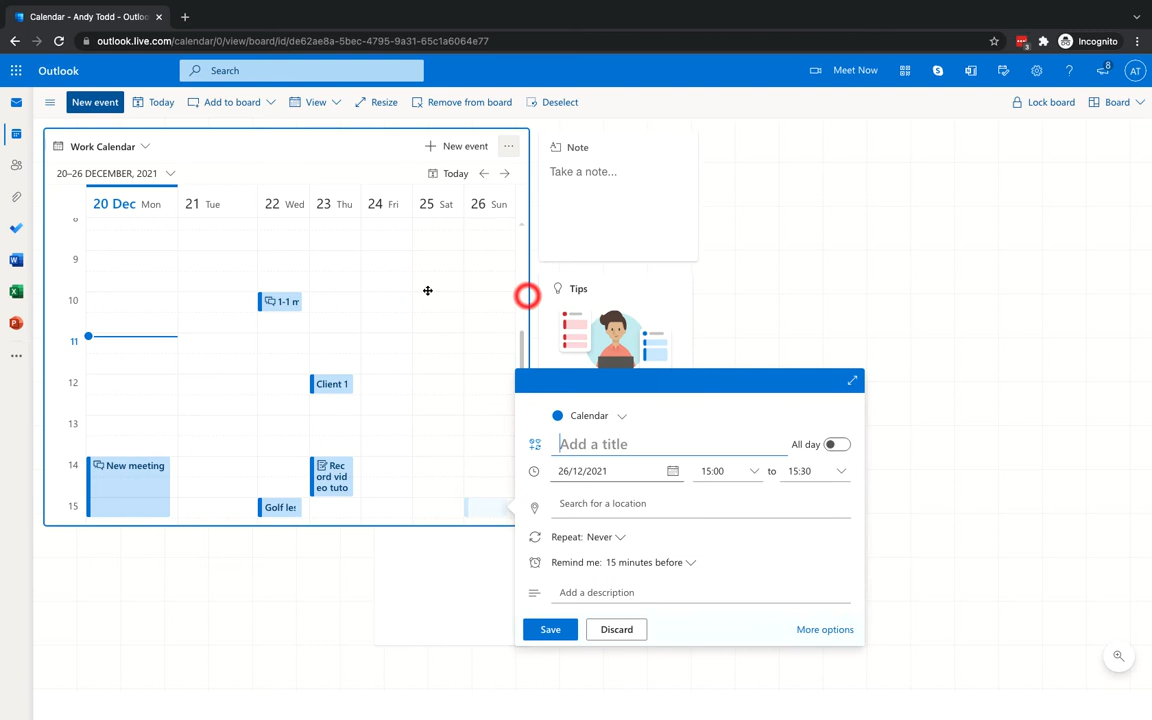 Calendar - Andy Todd - Outlo
outlook.live.com/calendar/0/view/board/id/de62ae8a-5bec-4795-9a31-65c1a6064e77
3
Incognito
Outlook
Search
Meet Now
8
AT
New event
Today
Add to board
View
Resize
Remove from board
Deselect
Lock board
Board
Work Calendar
New event
20–26 DECEMBER, 2021
Today
20 Dec Mon
21 Tue
22 Wed
23 Thu
24 Fri
25 Sat
26 Sun
9
10
1-1 m
11
12
Client 1
13
14
New meeting
Rec
ord vid
eo tuto
15
Golf les
Note
Take a note...
Tips
Calendar
Add a title
All day
26/12/2021
15:00
to
15:30
Search for a location
Repeat: Never
Remind me: 15 minutes before
Add a description
Save
Discard
More options